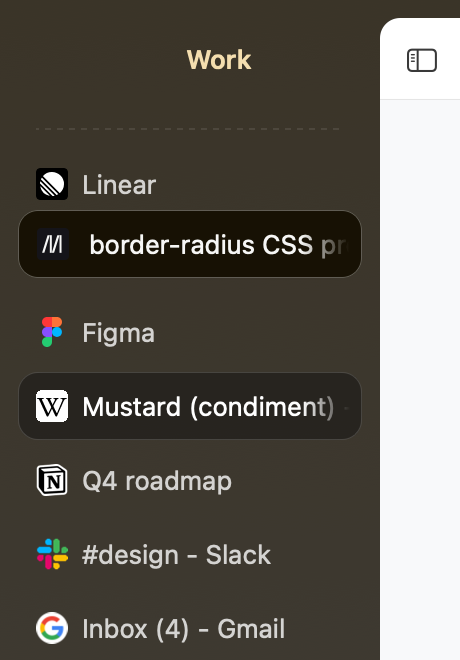 Work
Linear
border-radius CSS pr
Figma
Mustard (condiment) -
Q4 roadmap
#design - Slack
Inbox (4) - Gmail